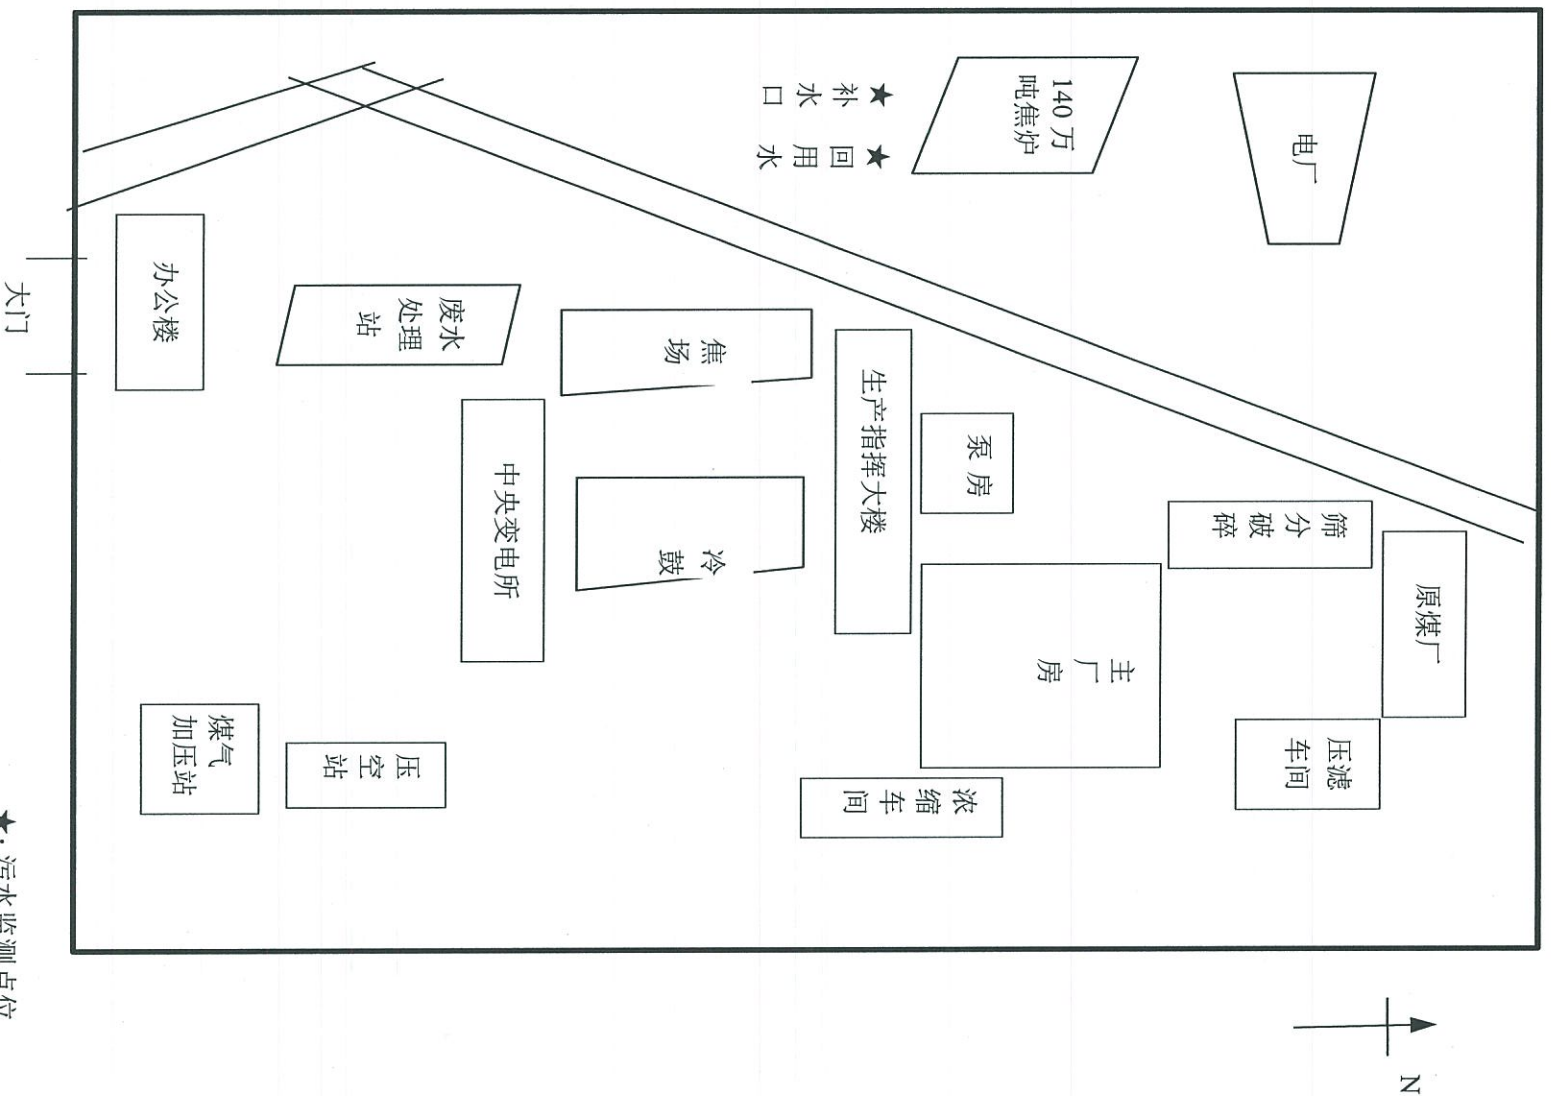 N
原煤厂
电厂
筛分破碎
压滤
车间
140万
吨焦炉
主厂房
泵 房
浓缩车间
★补水口
★回用水
生产指挥大楼
焦场
冷鼓
中央变电所
废水
处理
站
压空站
煤气
加压站
办公楼
大门
★:污水监测点位